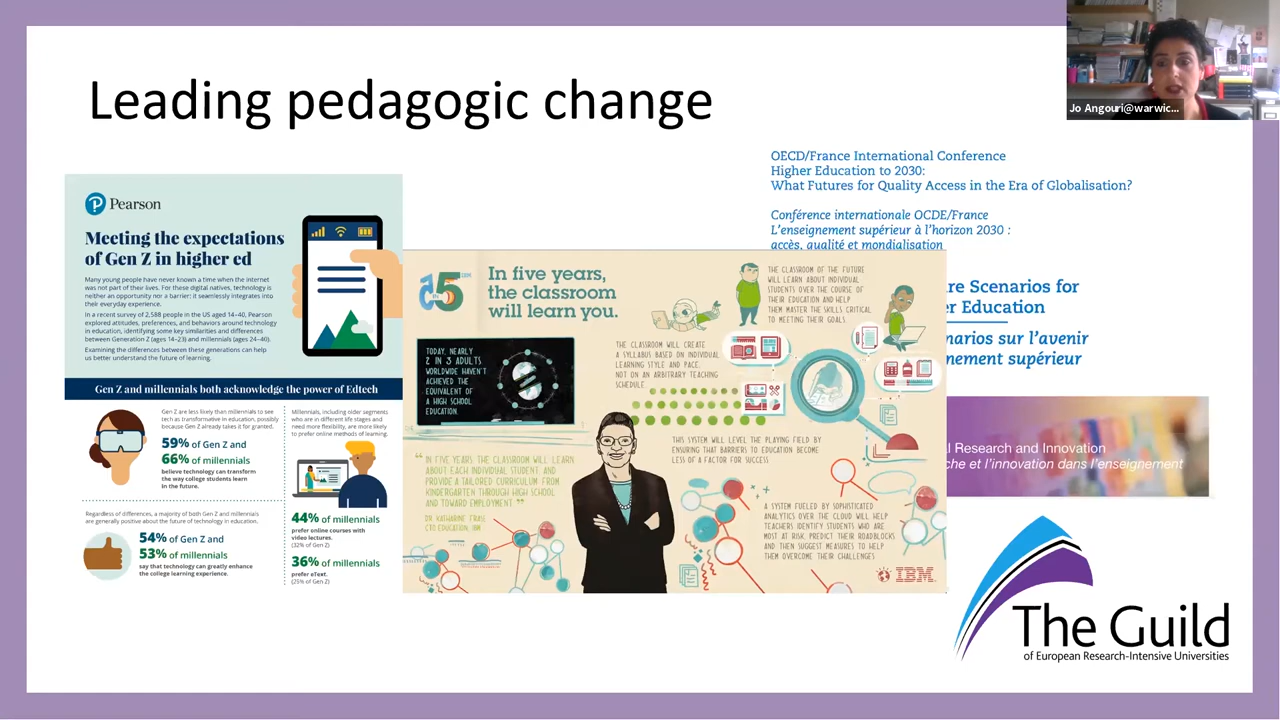 Leading pedagogic change
Jo Angouri@warwic...
Pearson
Meeting the expectations
of Gen Z in higher ed
Many young people have never known a time when the internet
was not part of their lives. For these digital natives, technology is
neither an opportunity nor a barrier: it seamlessly integrates into
their everyday experience.
In a recent survey of 2,588 people in the US aged 14–40, Pearson
explored attitudes, preferences, and behaviors around technology
in education, identifying some key similarities and differences
between Generation Z (ages 14–23) and millennials (ages 24–40).
Examining the differences between these generations can help
us better understand the future of learning.
Gen Z and millennials both acknowledge the power of Edtech
Gen Z are less likely than millennials to see
tech as transformative in education, possibly
because Gen Z already takes it for granted.
59% of Gen Z and
66% of millennials
believe technology can transform
the way college students learn
in the future.
Millennials, including older segments
who are in different life stages and
need more flexibility, are more likely
to prefer online methods of learning.
Regardless of differences, a majority of both Gen Z and millennials
are generally positive about the future of technology in education.
54% of Gen Z and
53% of millennials
say that technology can greatly enhance
the college learning experience.
44% of millennials
prefer online courses with
video lectures.
(32% of Gen Z)
36% of millennials
prefer eText.
(25% of Gen Z)
5 IN 5
IBM
In five years,
the classroom
will learn you.
TODAY, NEARLY
2 IN 3 ADULTS
WORLDWIDE HAVEN'T
ACHIEVED THE
EQUIVALENT OF
A HIGH SCHOOL
EDUCATION.
“ IN FIVE YEARS, THE CLASSROOM WILL LEARN
ABOUT EACH INDIVIDUAL STUDENT, AND
PROVIDE A TAILORED CURRICULUM FROM
KINDERGARTEN THROUGH HIGH SCHOOL
AND TOWARD EMPLOYMENT ”
DR. KATHARINE FRASE,
CTO EDUCATION, IBM
THE CLASSROOM OF THE FUTURE
WILL LEARN ABOUT INDIVIDUAL
STUDENTS OVER THE COURSE OF
THEIR EDUCATION AND HELP
THEM MASTER THE SKILLS CRITICAL
TO MEETING THEIR GOALS.
THE CLASSROOM WILL CREATE
A SYLLABUS BASED ON INDIVIDUAL
LEARNING STYLE AND PACE,
NOT ON AN ARBITRARY TEACHING
SCHEDULE.
THIS SYSTEM WILL LEVEL THE PLAYING FIELD BY
ENSURING THAT BARRIERS TO EDUCATION BECOME
LESS OF A FACTOR FOR SUCCESS
A SYSTEM FUELED BY SOPHISTICATED
ANALYTICS OVER THE CLOUD WILL HELP
TEACHERS IDENTIFY STUDENTS WHO ARE
MOST AT RISK, PREDICT THEIR ROADBLOCKS
AND THEN SUGGEST MEASURES TO HELP
THEM OVERCOME THEIR CHALLENGES
IBM
OECD/France International Conference
Higher Education to 2030:
What Futures for Quality Access in the Era of Globalisation?
Conférence internationale OCDE/France
L'enseignement supérieur à l'horizon 2030 :
accès, qualité et mondialisation
re Scenarios for
er Education
narios sur l'avenir
nement supérieur
l Research and Innovation
che et l'innovation dans l'enseignement
The Guild
of European Research-Intensive Universities